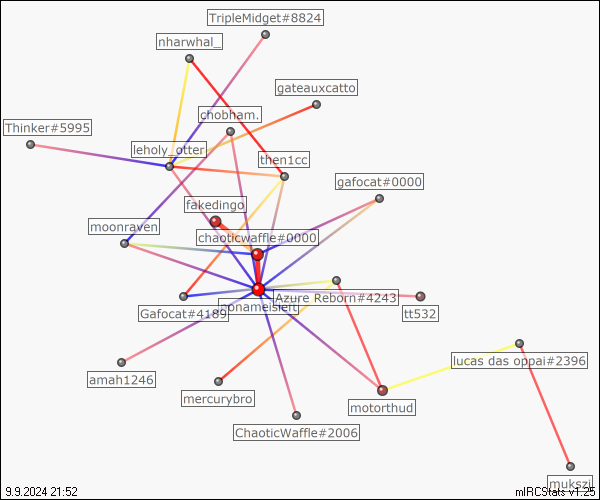 TripleMidget#8824
nharwhal_
gateauxcatto
chobham.
Thinker#5995
leholy_otter
then1cc
gafocat#0000
fakedingo
moonraven
chaoticwaffle#0000
Azure Reborn#4243
Gafocat#4189
tt532
lucas das oppai#2396
amah1246
mercurybro
motorthud
ChaoticWaffle#2006
mukszi
9.9.2024 21:52
mIRCStats v1.25